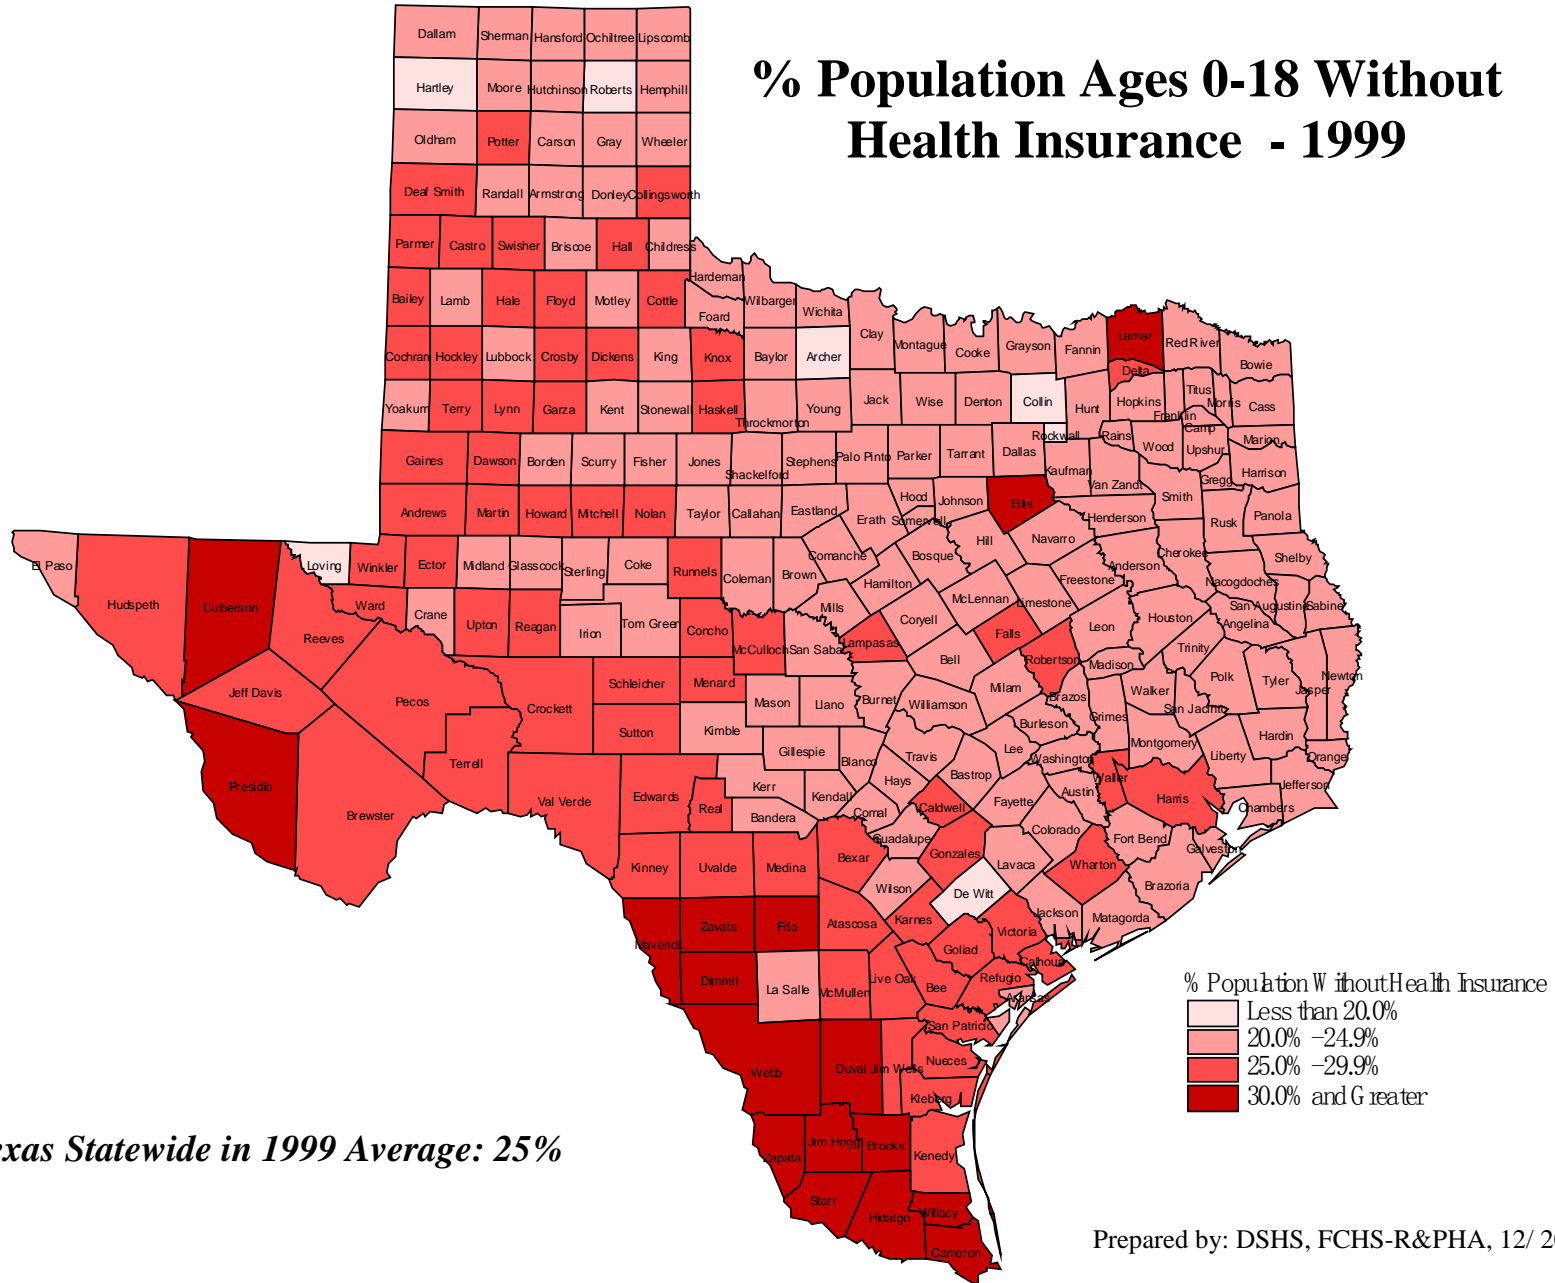 % Population Ages 0-18 Without
Health Insurance - 1999
Dallam Sherman Hansford Ochiltree Lipscomb
Hartley Moore Hutchinson Roberts Hemphill
Oldham Potter Carson Gray Wheeler
Deaf Smith Randall Armstrong Donley Collingsworth
Parmer Castro Swisher Briscoe Hall Childress
Hardeman
Bailey Lamb Hale Floyd Motley Cottle Foard Wilbarger Wichita
Clay Montague Cooke Grayson Fannin Lamar Red River Bowie
Cochran Hockley Lubbock Crosby Dickens King Knox Baylor Archer
Delta
Yoakum Terry Lynn Garza Kent Stonewall Haskell Throckmorton Young Jack Wise Denton Collin Hunt Hopkins Franklin Titus Morris Cass
Camp
Gaines Dawson Borden Scurry Fisher Jones Shackelford Stephens Palo Pinto Parker Tarrant Dallas Rockwall Rains Wood Upshur Marion
Kaufman Van Zandt Smith Gregg Harrison
Andrews Martin Howard Mitchell Nolan Taylor Callahan Eastland Erath Hood Somervell Johnson Ellis Henderson Rusk Panola
El Paso Hudspeth Culberson Loving Winkler Ector Midland Glasscock Sterling Coke Runnels Coleman Brown Comanche Bosque Hill Navarro Anderson Cherokee Shelby
Hamilton Freestone Nacogdoches
Ward Crane Upton Reagan Irion Tom Green Concho McCulloch San Saba Mills Lampasas Coryell McLennan Limestone Falls Leon Houston San Augustine Sabine
Angelina
Reeves Bell Robertson Madison Trinity
Jeff Davis Pecos Crockett Schleicher Menard Mason Llano Burnet Williamson Milam Brazos Grimes Walker San Jacinto Polk Tyler Jasper Newton
Sutton Kimble Gillespie Blanco Travis Burleson Lee Washington Montgomery Liberty Hardin Orange
Presidio Brewster Terrell Val Verde Edwards Real Kerr Bandera Kendall Hays Comal Caldwell Bastrop Fayette Austin Waller Harris Jefferson
Chambers
Kinney Uvalde Medina Bexar Guadalupe Gonzales Lavaca Colorado Wharton Fort Bend Galveston
Wilson De Witt Brazoria
Maverick Zavala Frio Atascosa Karnes Goliad Victoria Jackson Matagorda
Dimmit La Salle McMullen Live Oak Bee Refugio Calhoun
Aransas
San Patricio
Webb Duval Jim Wells Nueces
Kleberg
Zapata Jim Hogg Brooks Kenedy
Starr Hidalgo Willacy
Cameron
% Population Without Health Insurance
Less than 20.0%
20.0% –24.9%
25.0% –29.9%
30.0% and Greater
exas Statewide in 1999 Average: 25%
Prepared by: DSHS, FCHS-R&PHA, 12/ 2